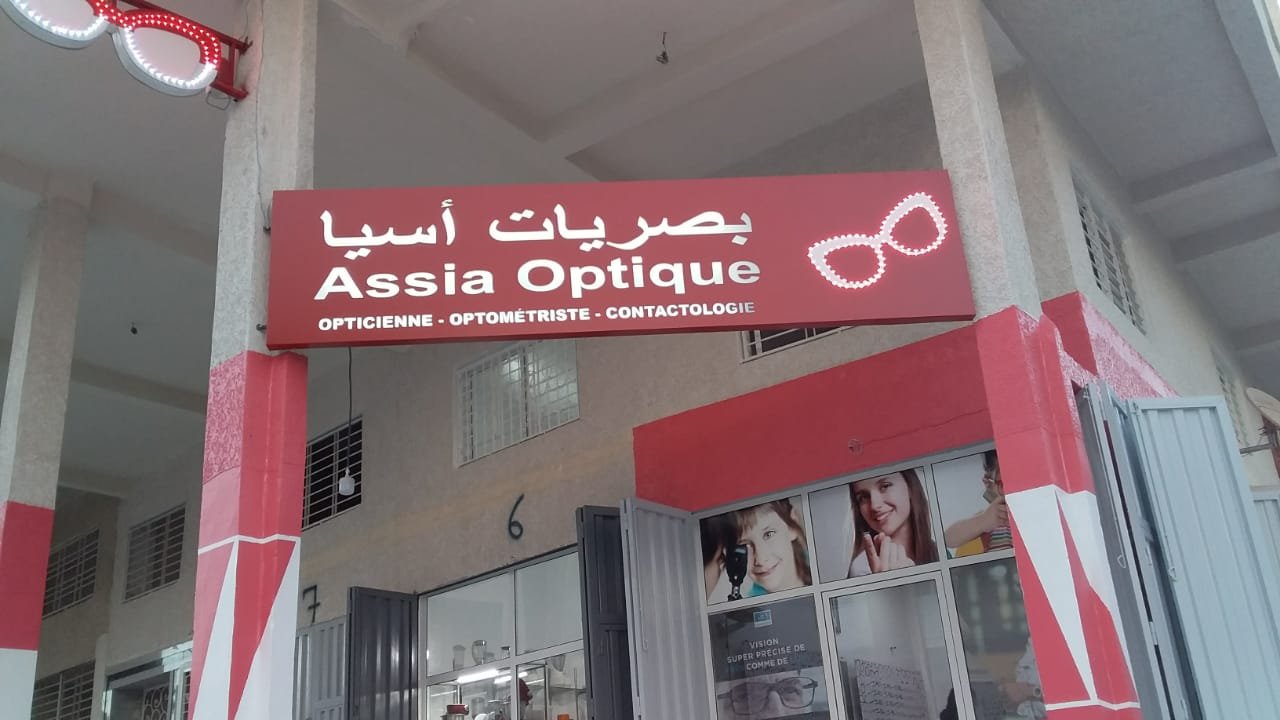 بصريات أسيا
Assia Optique
OPTICIENNE - OPTOMÉTRISTE - CONTACTOLOGIE
6
7
VISION
SUPER PRÉCISE DE
COMME DE